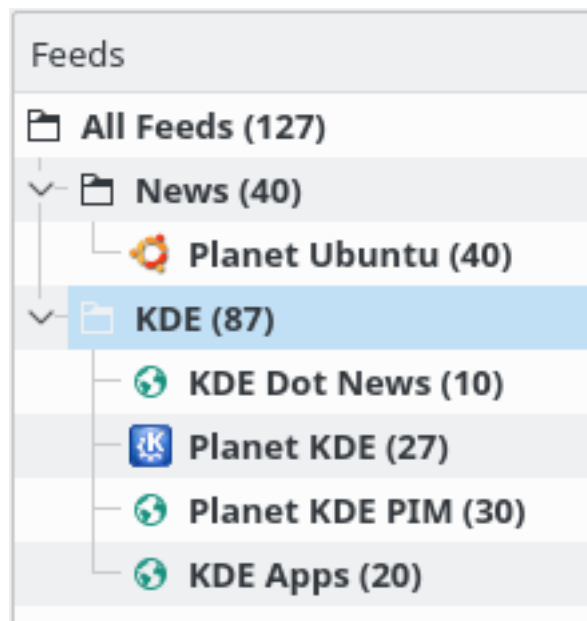 Feeds
All Feeds (127)
News (40)
Planet Ubuntu (40)
KDE (87)
KDE Dot News (10)
Planet KDE (27)
Planet KDE PIM (30)
KDE Apps (20)